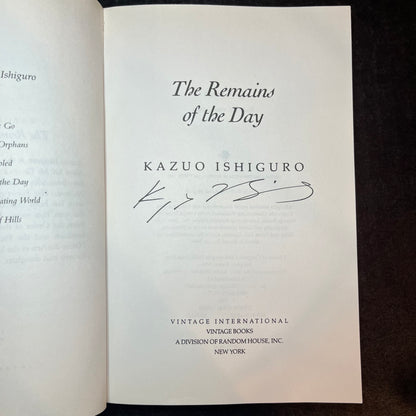 Ishiguro
Go
Orphans
the Day
ating World
Hills
The Remains
of the Day
KAZUO ISHIGURO
VINTAGE INTERNATIONAL
VINTAGE BOOKS
A DIVISION OF RANDOM HOUSE, INC.
NEW YORK